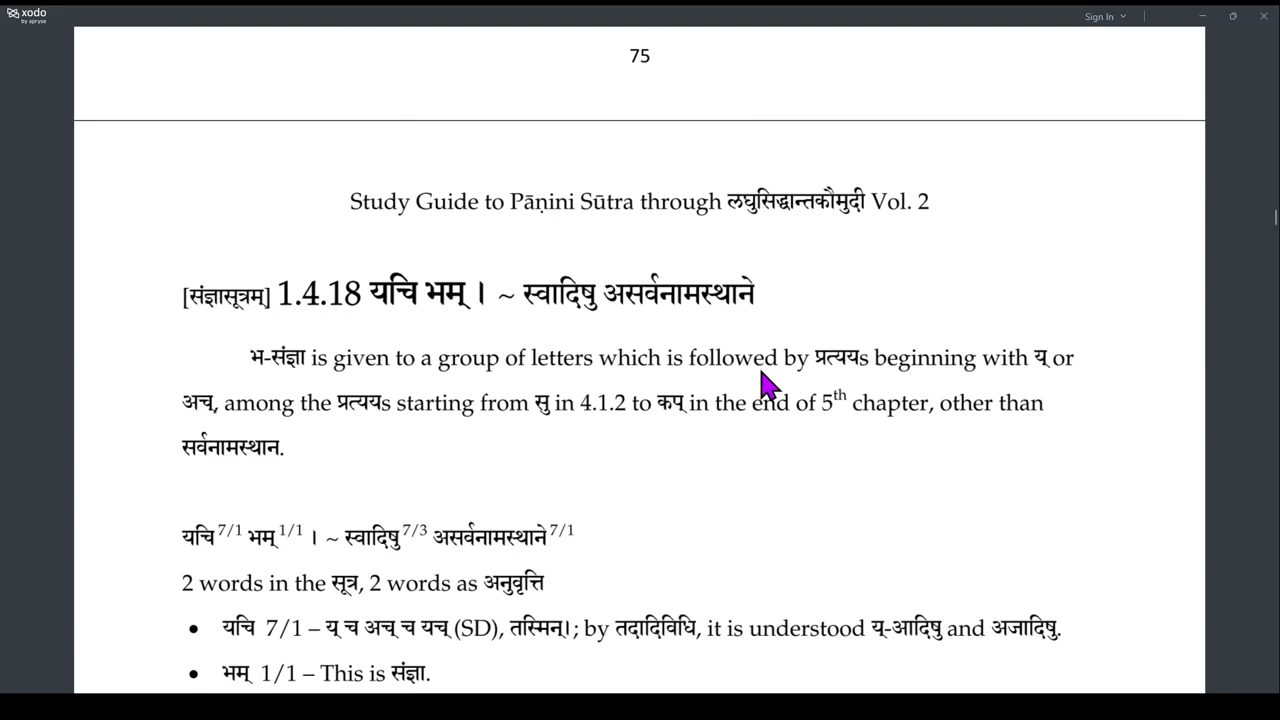 xodo
by apryse
Sign In
75
Study Guide to Pāṇini Sūtra through लघुसिद्धान्तकौमुदी Vol. 2
[संज्ञासूत्रम्] 1.4.18 यचि भम् । ~ स्वादिषु असर्वनामस्थाने
भ-संज्ञा is given to a group of letters which is followed by प्रत्ययs beginning with य् or
अच्, among the प्रत्ययs starting from सु in 4.1.2 to कप् in the end of 5th chapter, other than
सर्वनामस्थान.
यचि 7/1 भम् 1/1 । ~ स्वादिषु 7/3 असर्वनामस्थाने 7/1
2 words in the सूत्र, 2 words as अनुवृत्ति
• यचि 7/1 – य् च अच् च यच् (SD), तस्मिन्।; by तदादिविधि, it is understood य्-आदिषु and अजादिषु.
• भम् 1/1 – This is संज्ञा.